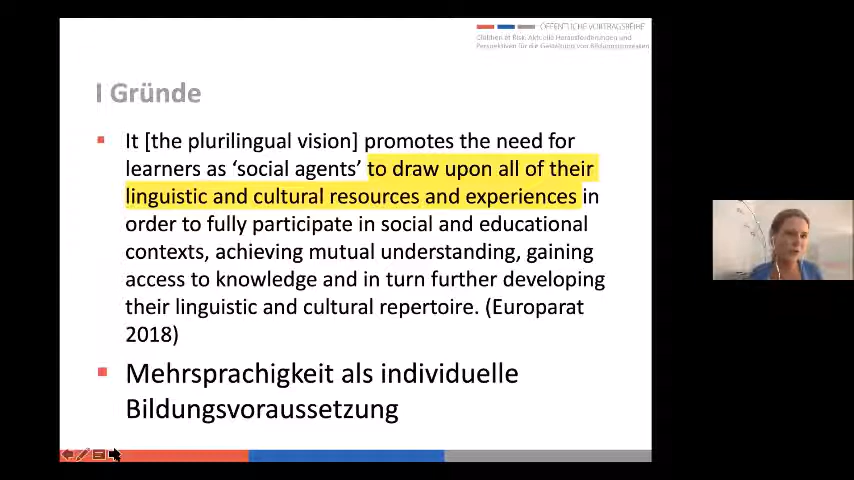 ÖFFENTLICHE VORTRAGSREIHE
Children at Risk: Aktuelle Herausforderungen und
Perspektiven für die Gestaltung von Bildungsprozessen
I Gründe
It [the plurilingual vision] promotes the need for
learners as ‘social agents’ to draw upon all of their
linguistic and cultural resources and experiences in
order to fully participate in social and educational
contexts, achieving mutual understanding, gaining
access to knowledge and in turn further developing
their linguistic and cultural repertoire. (Europarat
2018)
Mehrsprachigkeit als individuelle
Bildungsvoraussetzung